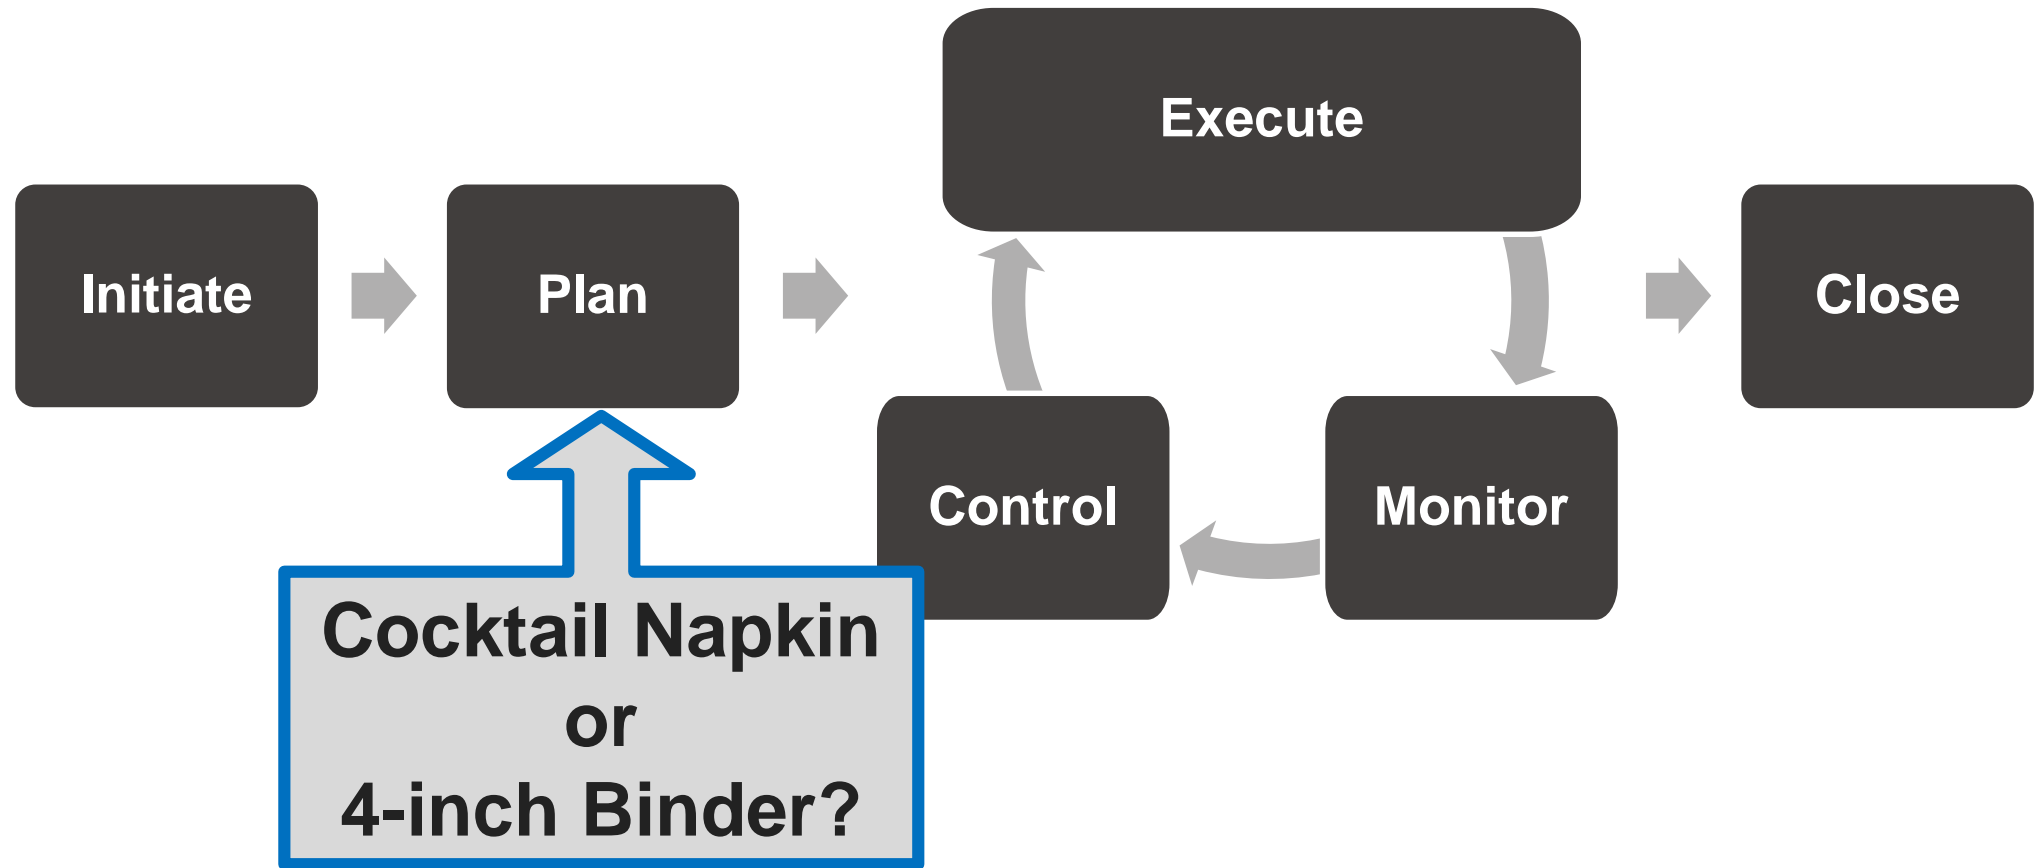 Initiate
Plan
Execute
Monitor
Control
Close
Cocktail Napkin
or
4-inch Binder?